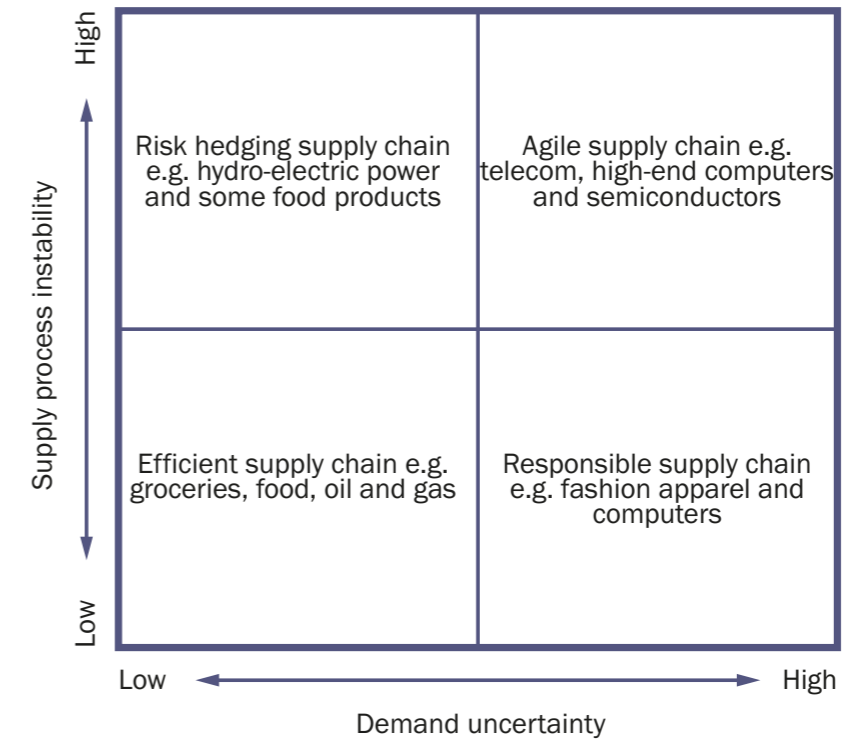 High
Risk hedging supply chain
e.g. hydro-electric power
and some food products
Agile supply chain e.g.
telecom, high-end computers
and semiconductors
Supply process instability
Efficient supply chain e.g.
groceries, food, oil and gas
Responsible supply chain
e.g. fashion apparel and
computers
Low
Low
High
Demand uncertainty